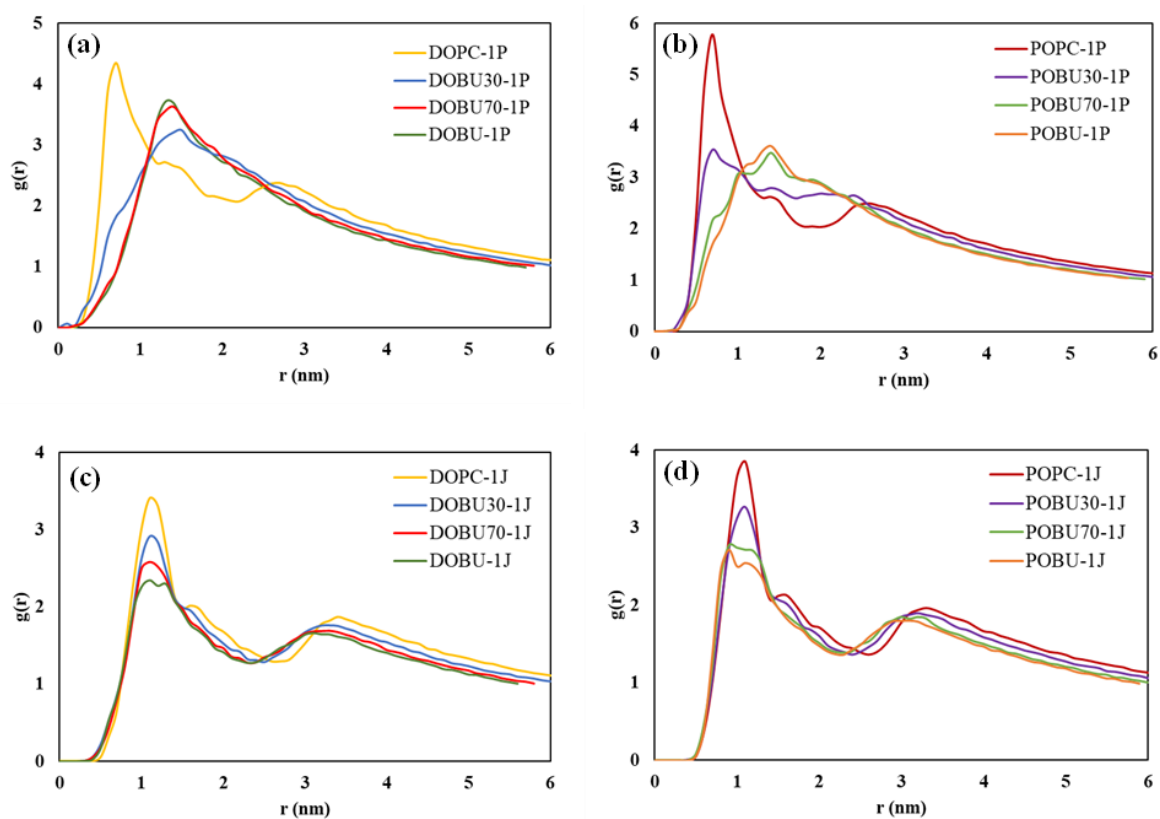 (a)
DOPC-1P
DOBU30-1P
DOBU70-1P
DOBU-1P
g(r)
5
4
3
2
1
0
0 1 2 3 4 5 6
r (nm)
(b)
POPC-1P
POBU30-1P
POBU70-1P
POBU-1P
g(r)
6
5
4
3
2
1
0
0 1 2 3 4 5 6
r (nm)
(c)
DOPC-1J
DOBU30-1J
DOBU70-1J
DOBU-1J
g(r)
4
3
2
1
0
0 1 2 3 4 5 6
r (nm)
(d)
POPC-1J
POBU30-1J
POBU70-1J
POBU-1J
g(r)
4
3
2
1
0
0 1 2 3 4 5 6
r (nm)